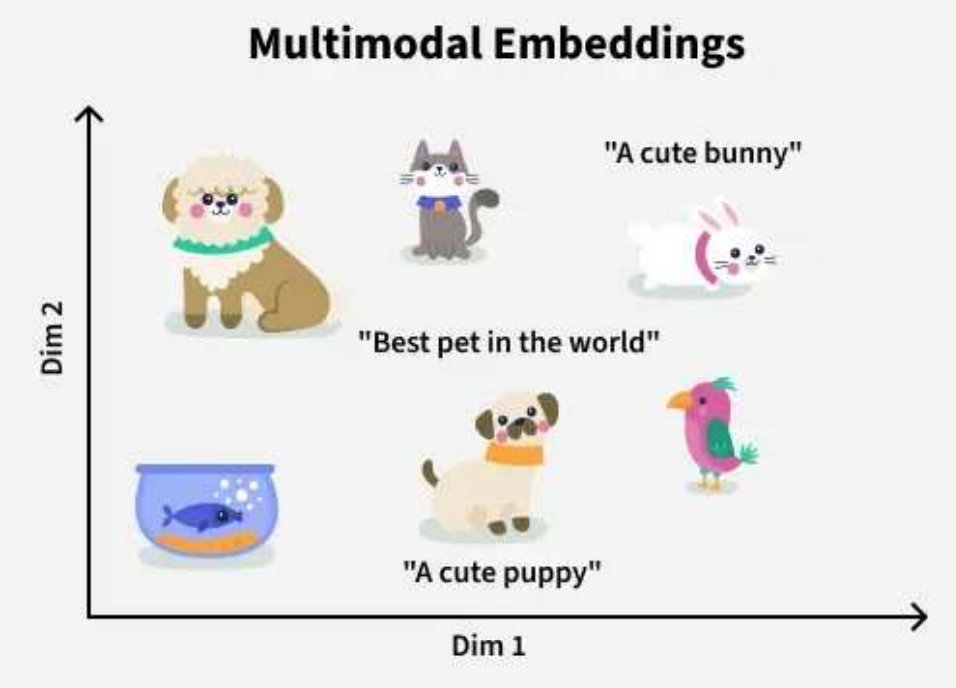 Multimodal Embeddings
"A cute bunny"
Dim 2
"Best pet in the world"
"A cute puppy"
Dim 1